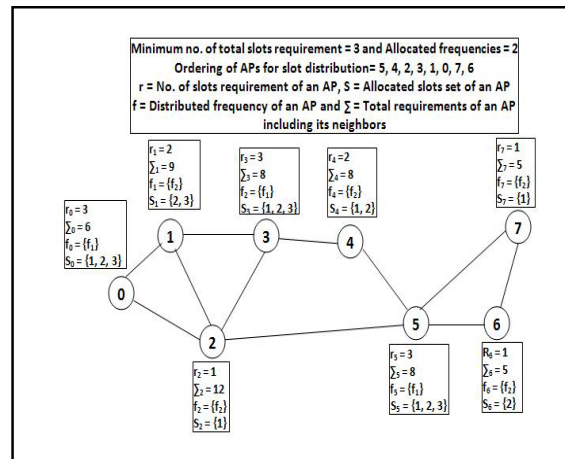 Minimum no. of total slots requirement = 3 and Allocated frequencies = 2
Ordering of APs for slot distribution= 5, 4, 2, 3, 1, 0, 7, 6
r = No. of slots requirement of an AP, S = Allocated slots set of an AP
f = Distributed frequency of an AP and ∑ = Total requirements of an AP
including its neighbors
r₁ = 2
∑₁ = 9
f₁ = {f₂}
S₁ = {2, 3}
r₃ = 3
∑₃ = 8
f₂ = {f₁}
S₃ = {1, 2, 3}
r₄ = 2
∑₄ = 8
f₄ = {f₂}
S₄ = {1, 2}
r₇ = 1
∑₇ = 5
f₇ = {f₂}
S₇ = {1}
r₀ = 3
∑₀ = 6
f₀ = {f₁}
S₀ = {1, 2, 3}
1
3
4
7
0
2
5
6
r₂ = 1
∑₂ = 12
f₂ = {f₂}
S₂ = {1}
r₅ = 3
∑₅ = 8
f₅ = {f₁}
S₅ = {1, 2, 3}
R₆ = 1
∑₆ = 5
f₆ = {f₂}
S₆ = {2}